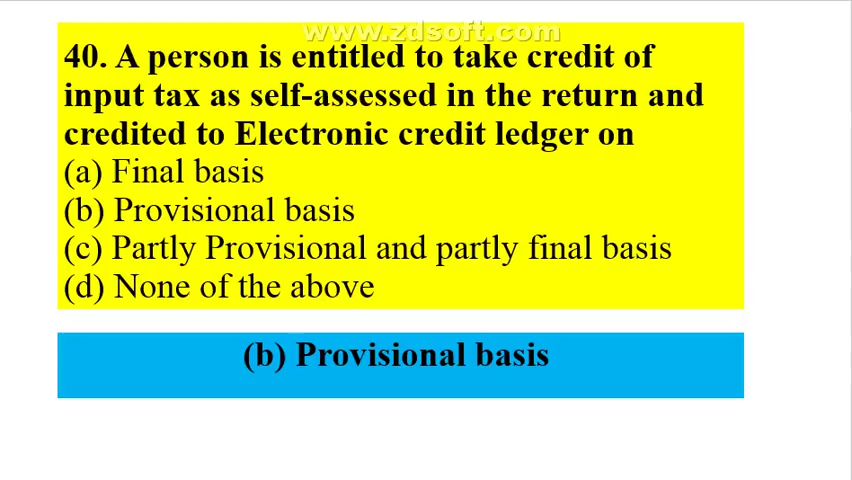 www.zdsoft.com
40. A person is entitled to take credit of
input tax as self-assessed in the return and
credited to Electronic credit ledger on
(a) Final basis
(b) Provisional basis
(c) Partly Provisional and partly final basis
(d) None of the above
(b) Provisional basis